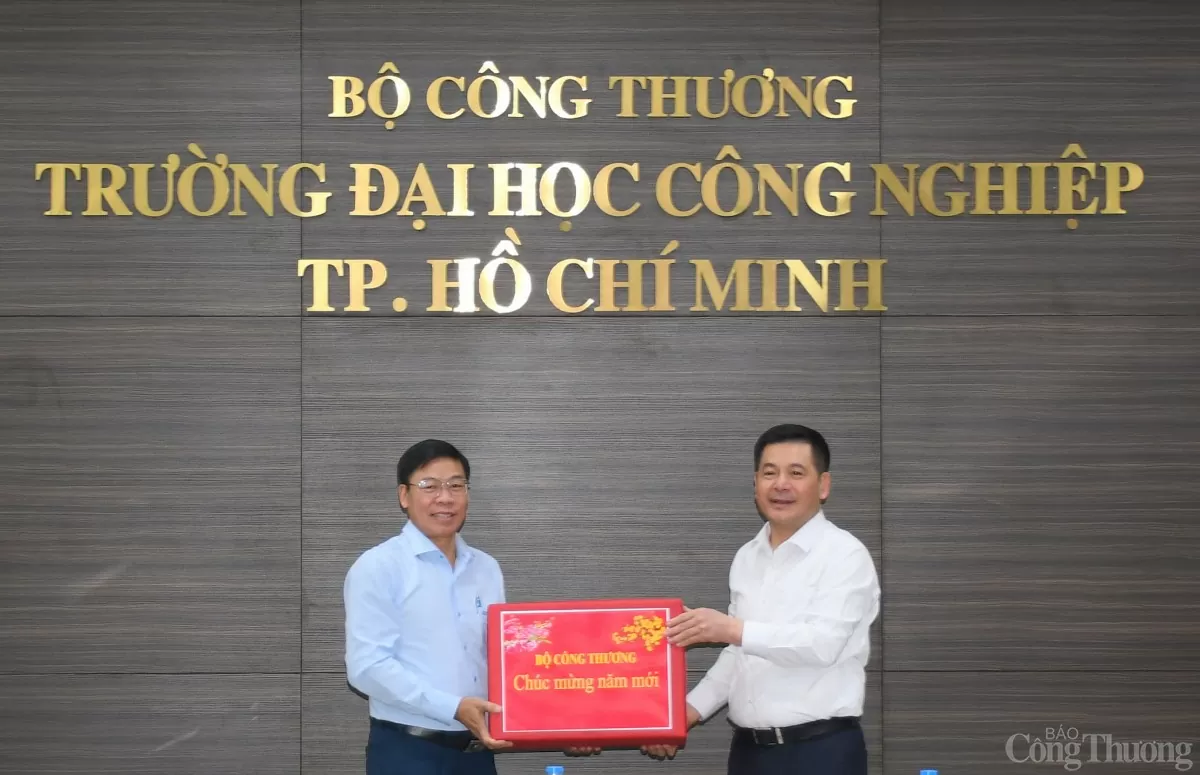 BỘ CÔNG THƯƠNG
TRƯỜNG ĐẠI HỌC CÔNG NGHIỆP
TP. HỒ CHÍ MINH
BỘ CÔNG THƯƠNG
Chúc mừng năm mới
BÁO
Công Thương